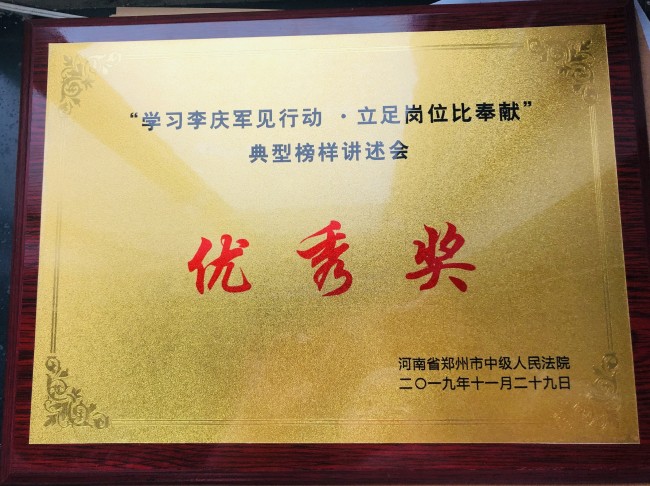 “学习李庆军见行动 ·立足岗位比奉献”
典型榜样讲述会
优秀奖
河南省郑州市中级人民法院
二〇一九年十一月二十九日